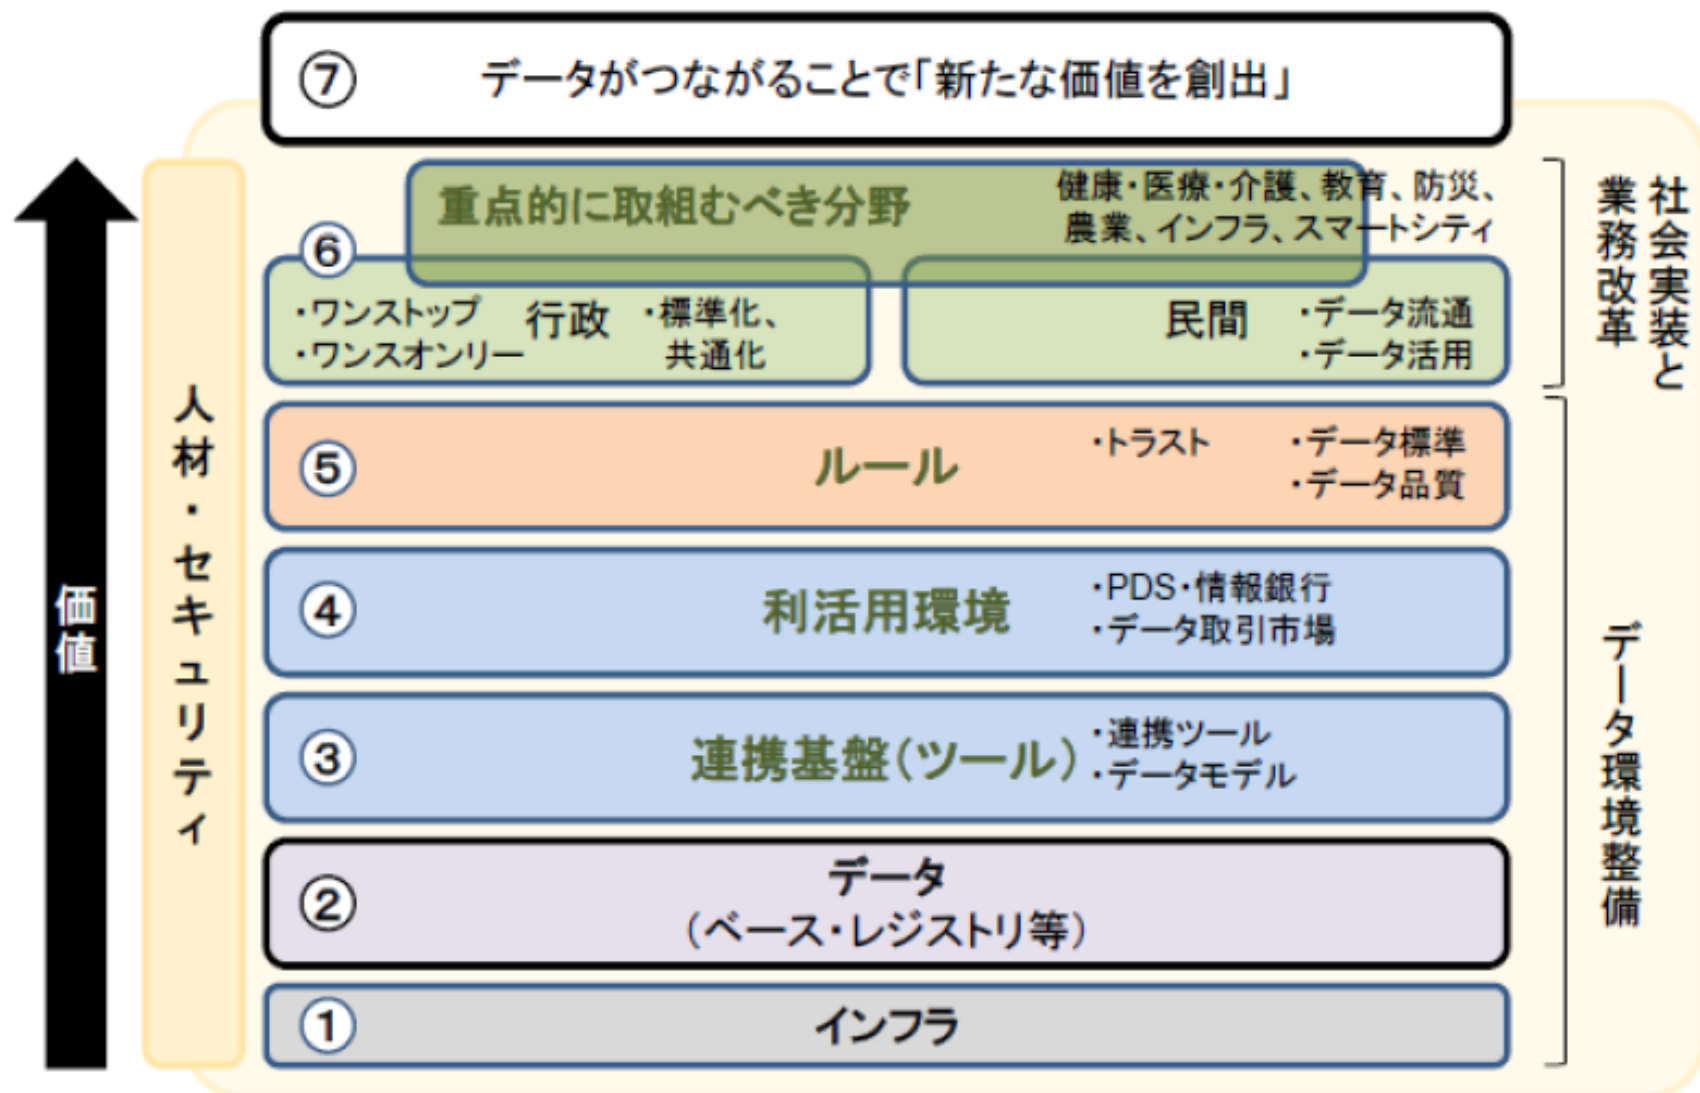 ⑦ データがつながることで「新たな価値を創出」
重点的に取組むべき分野
健康・医療・介護、教育、防災、
農業、インフラ、スマートシティ
⑥
・ワンストップ
・ワンスオンリー
行政
・標準化、
共通化
民間
・データ流通
・データ活用
⑤ ルール
・トラスト
・データ標準
・データ品質
④ 利活用環境
・PDS・情報銀行
・データ取引市場
③ 連携基盤(ツール)
・連携ツール
・データモデル
② データ
（ベース・レジストリ等）
① インフラ
価値
人材・セキュリティ
社会実装と
業務改革
データ環境整備